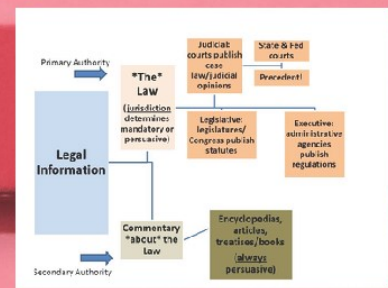 Primary Authority
*The*
Law
(jurisdiction
determines
mandatory or
persuasive)
Judicial:
courts publish
case
law/judicial
opinions
State & Fed
courts
Precedent!
Legislative:
legislatures/
Congress publish
statutes
Executive:
administrative
agencies
publish
regulations
Legal
Information
Commentary
*about* the
Law
Encyclopedias,
articles,
treatises/books
(always
persuasive)
Secondary Authority